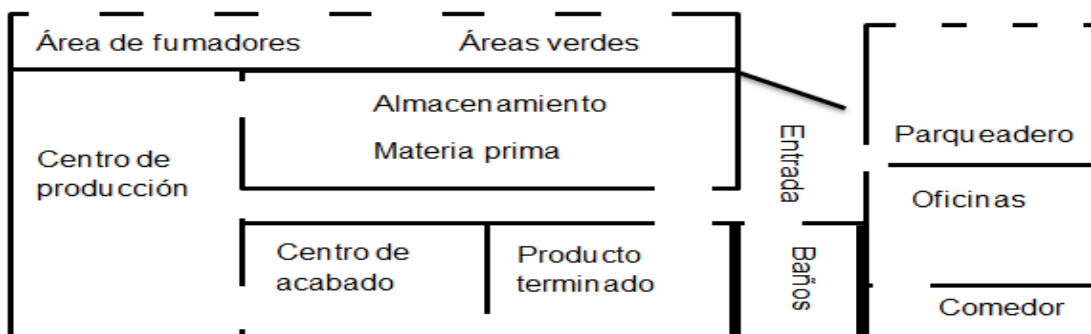 Área de fumadores
Áreas verdes
Almacenamiento
Materia prima
Centro de
producción
Entrada
Parqueadero
Oficinas
Centro de
acabado
Producto
terminado
Baños
Comedor